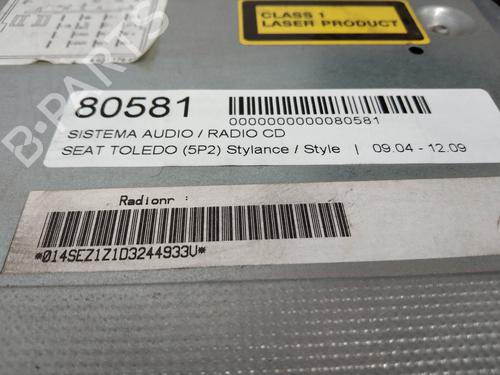 CLASS 1
LASER PRODUCT
80581
0000000000080581
SISTEMA AUDIO / RADIO CD
SEAT TOLEDO (5P2) Stylance / Style | 09.04 - 12.09
Radionr :
*014SEZ1Z1D3244933U*
B-PARTS